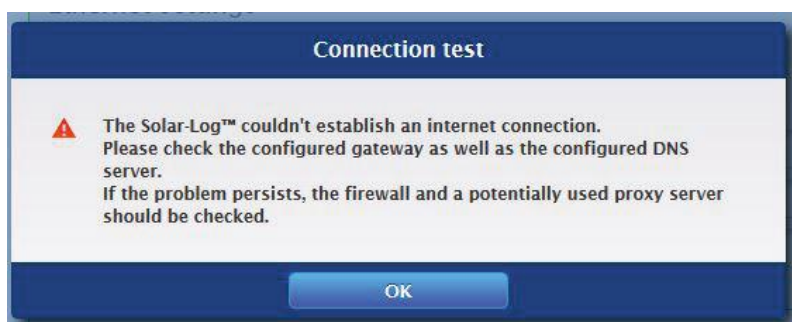 Connection test
The Solar-Log™ couldn't establish an internet connection.
Please check the configured gateway as well as the configured DNS
server.
If the problem persists, the firewall and a potentially used proxy server
should be checked.
OK